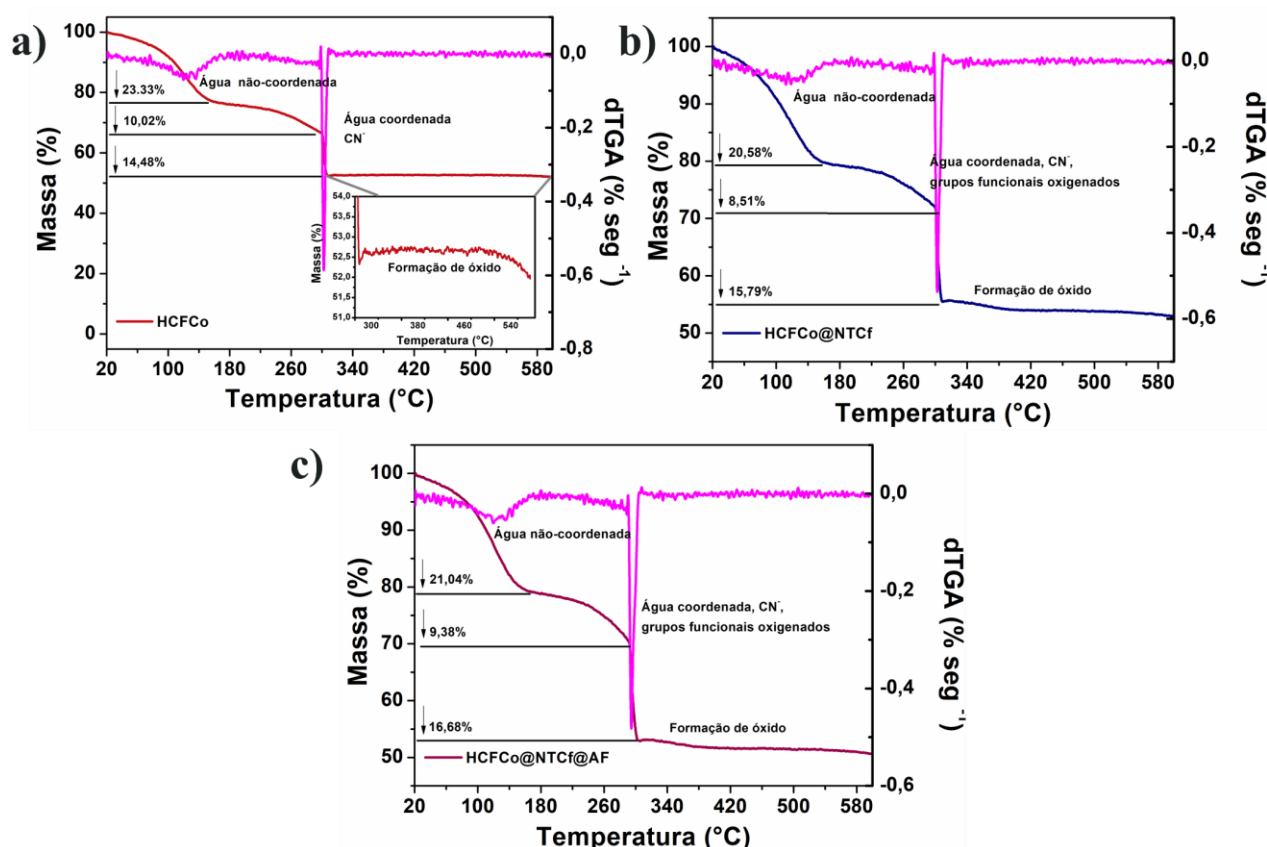 a)
Massa (%)
100
80
60
40
20
0
23.33%
10,02%
14,48%
Água não-coordenada
Água coordenada
CN⁻
Massa (%)
54,0
53,5
53,0
52,5
52,0
51,5
51,0
Formação de óxido
300 380 460 540
Temperatura (°C)
HCFCo
20 100 180 260 340 420 500 580
Temperatura (°C)
0,0
-0,2
-0,4
-0,6
-0,8
dTGA (% seg ⁻¹)
b)
Massa (%)
100
90
80
70
60
50
20,58%
8,51%
15,79%
Água não-coordenada
Água coordenada, CN⁻,
grupos funcionais oxigenados
Formação de óxido
HCFCo@NTCf
20 100 180 260 340 420 500 580
Temperatura (°C)
0,0
-0,2
-0,4
-0,6
dTGA (% seg ⁻¹)
c)
Massa (%)
100
90
80
70
60
50
21,04%
9,38%
16,68%
Água não-coordenada
Água coordenada, CN⁻,
grupos funcionais oxigenados
Formação de óxido
HCFCo@NTCf@AF
20 100 180 260 340 420 500 580
Temperatura (°C)
0,0
-0,2
-0,4
-0,6
dTGA (% seg ⁻¹)